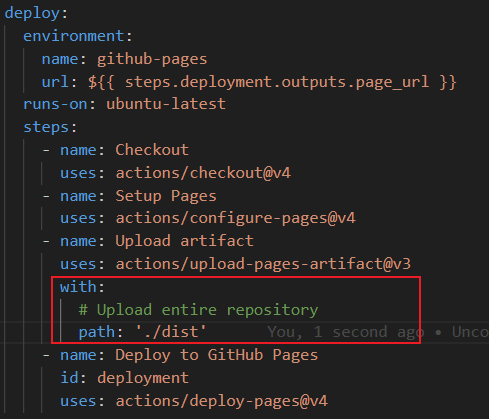 deploy:
environment:
name: github-pages
url: ${{ steps.deployment.outputs.page_url }}
runs-on: ubuntu-latest
steps:
- name: Checkout
uses: actions/checkout@v4
- name: Setup Pages
uses: actions/configure-pages@v4
- name: Upload artifact
uses: actions/upload-pages-artifact@v3
with:
# Upload entire repository
path: './dist' You, 1 second ago • Unco
- name: Deploy to GitHub Pages
id: deployment
uses: actions/deploy-pages@v4